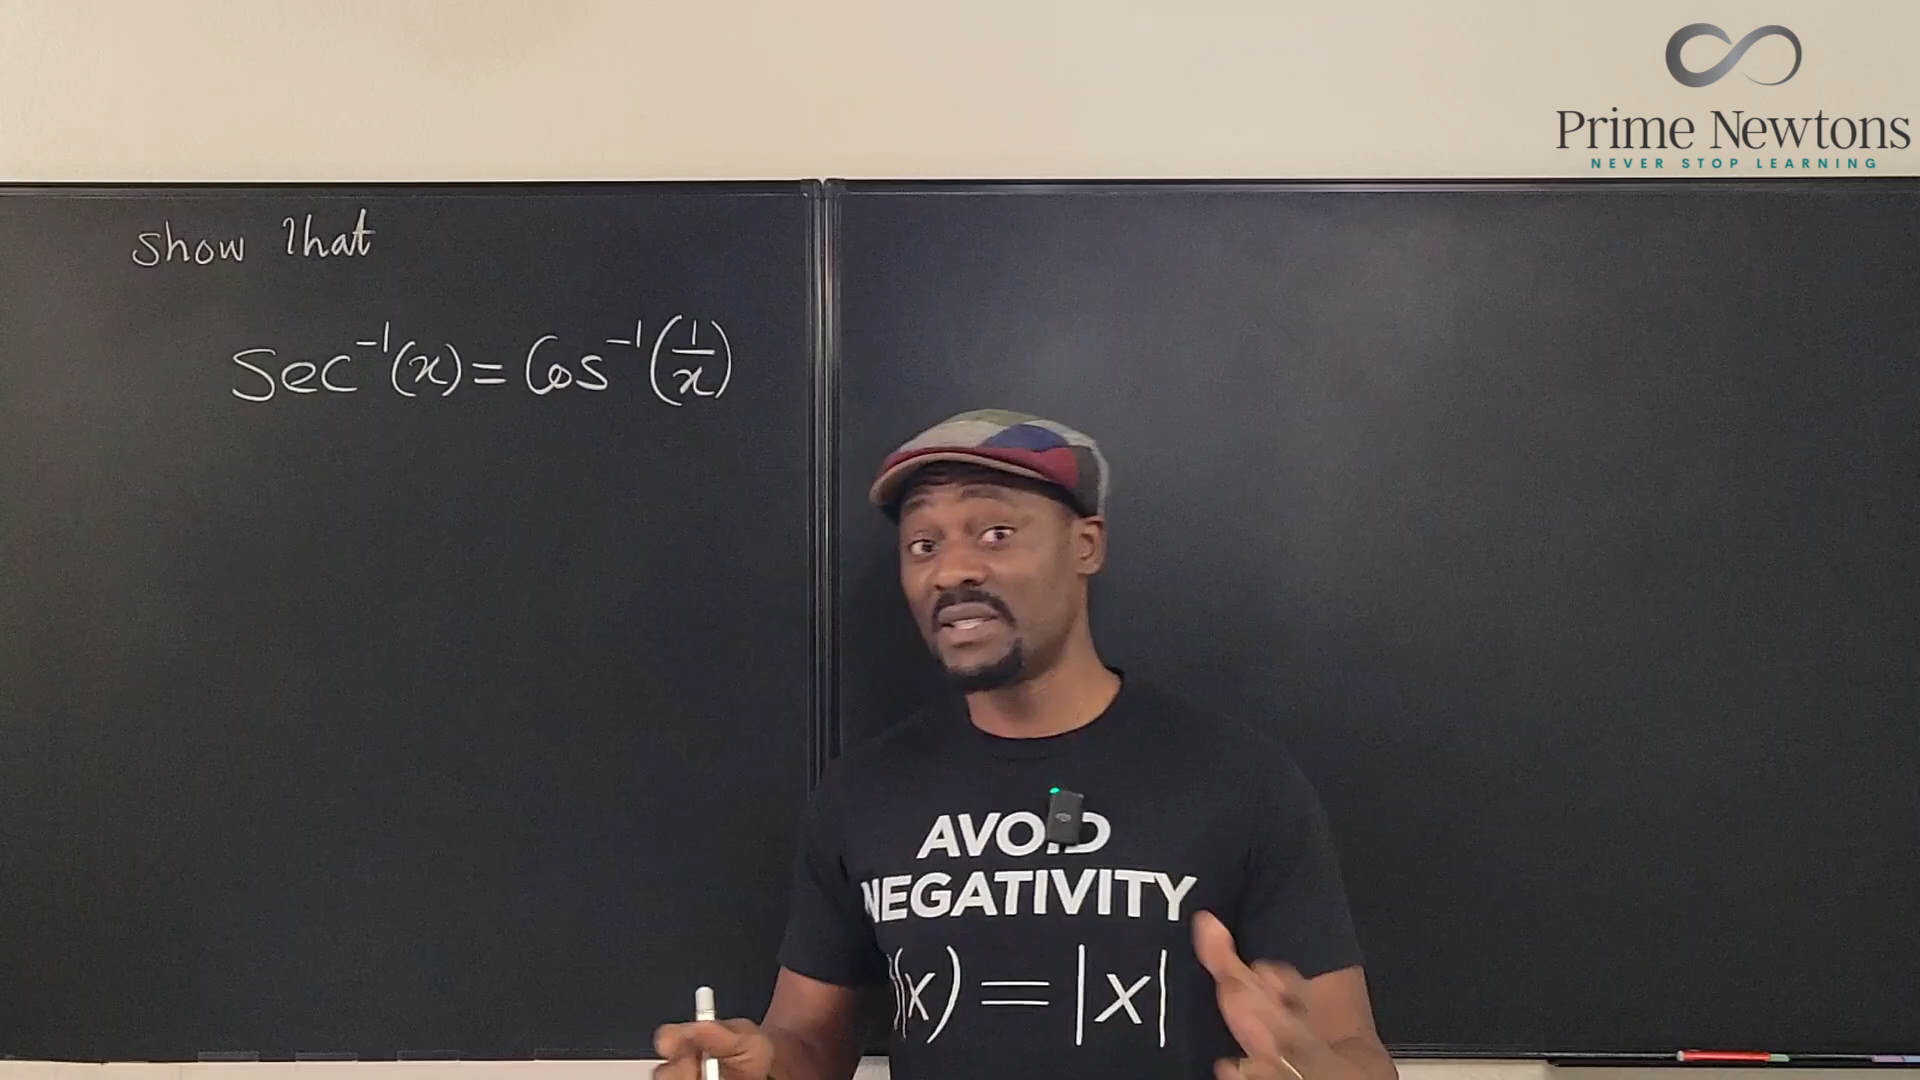 Prime Newtons
NEVER STOP LEARNING
Show that
Sec⁻¹(x) = Cos⁻¹(1/x)
AVOID
NEGATIVITY
(x) = |x|